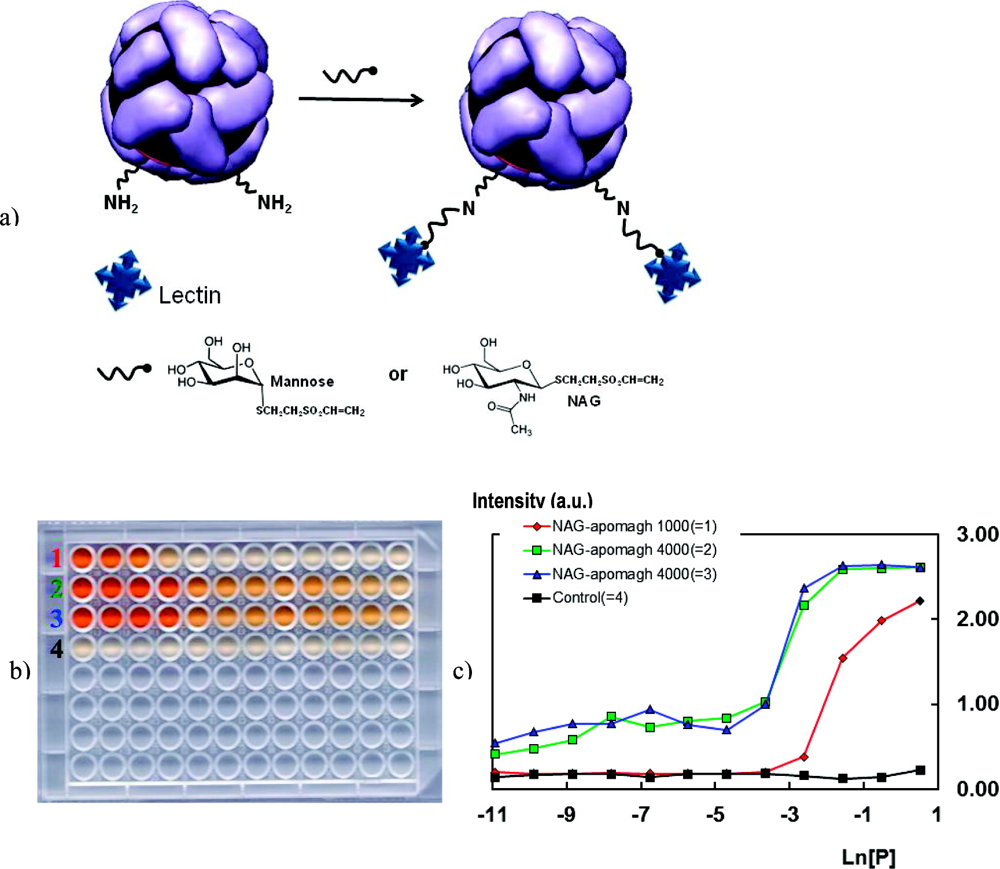 NH2
NH2
N
N
a)
Lectin
OH
OH
HO
O
HO
Mannose
SCH2CH2SO2CH=CH2
or
OH
HO
O
HO
SCH2CH2SO2CH=CH2
NH
NAG
O
CH3
b)
1
2
3
4
c)
Intensity (a.u.)
NAG-apomagh 1000(=1)
NAG-apomagh 4000(=2)
NAG-apomagh 4000(=3)
Control(=4)
3.00
2.00
1.00
0.00
-11 -9 -7 -5 -3 -1 1
Ln[P]